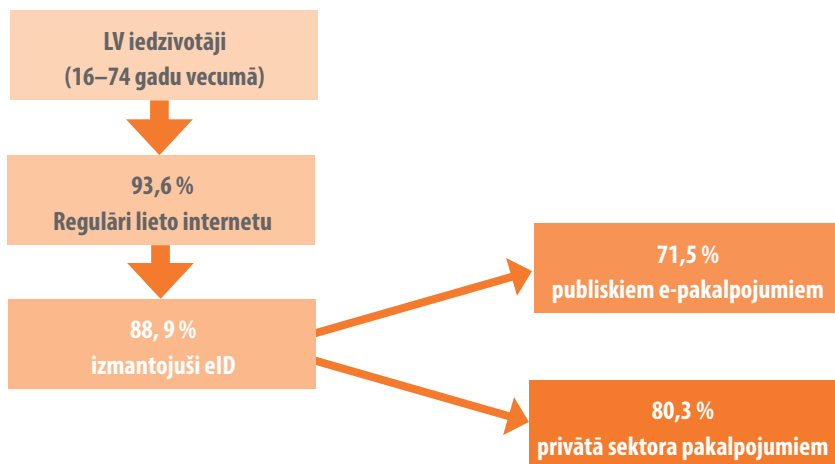 LV iedzīvotāji
(16–74 gadu vecumā)
93,6 %
Regulāri lieto internetu
88, 9 %
izmantojuši eID
71,5 %
publiskiem e-pakalpojumiem
80,3 %
privātā sektora pakalpojumiem